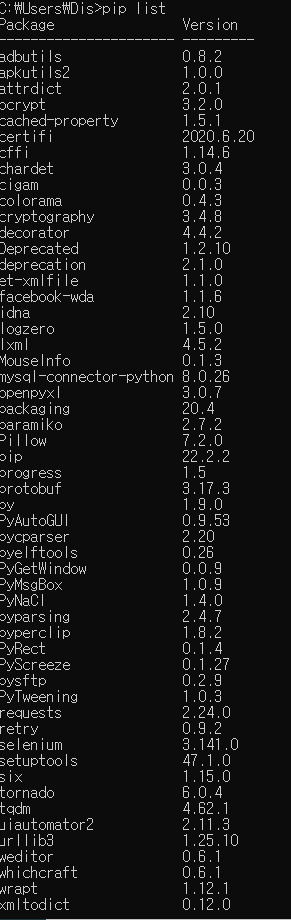 C:₩Users₩Dis>pip list
Package Version
------------------------ ----------
adbutils 0.8.2
apkutils2 1.0.0
attrdict 2.0.1
bcrypt 3.2.0
cached-property 1.5.1
certifi 2020.6.20
cffi 1.14.6
chardet 3.0.4
cigam 0.0.3
colorama 0.4.3
cryptography 3.4.8
decorator 4.4.2
Deprecated 1.2.10
deprecation 2.1.0
et-xmlfile 1.1.0
facebook-wda 1.1.6
idna 2.10
logzero 1.5.0
lxml 4.5.2
MouseInfo 0.1.3
mysql-connector-python 8.0.26
openpyxl 3.0.7
packaging 20.4
paramiko 2.7.2
Pillow 7.2.0
pip 22.2.2
progress 1.5
protobuf 3.17.3
py 1.9.0
PyAutoGUI 0.9.53
pycparser 2.20
pyelftools 0.26
PyGetWindow 0.0.9
PyMsgBox 1.0.9
PyNaCl 1.4.0
pyparsing 2.4.7
pyperclip 1.8.2
PyRect 0.1.4
PyScreeze 0.1.27
pysftp 0.2.9
PyTweening 1.0.3
requests 2.24.0
retry 0.9.2
selenium 3.141.0
setuptools 47.1.0
six 1.15.0
tornado 6.0.4
tqdm 4.62.1
uiautomator2 2.11.3
urllib3 1.25.10
weditor 0.6.1
whichcraft 0.6.1
wrapt 1.12.1
xmltodict 0.12.0